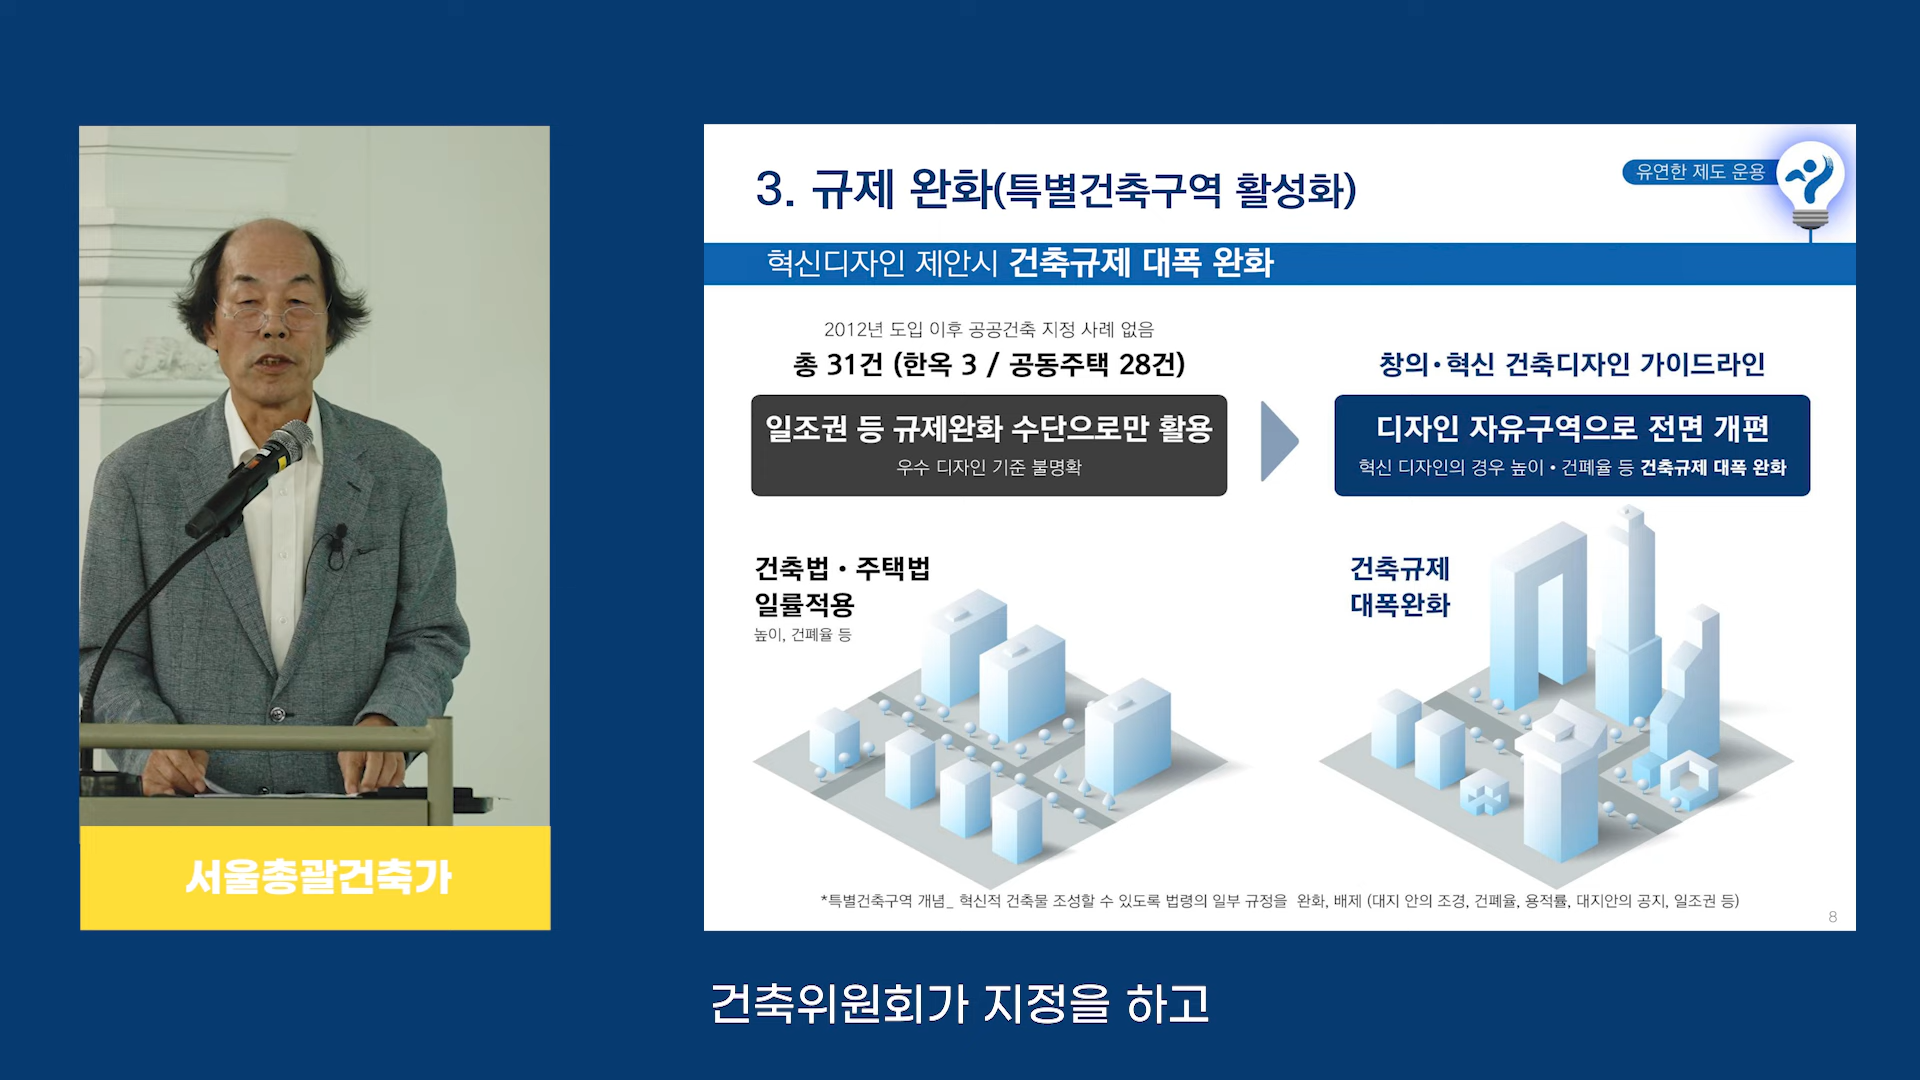 3. 규제 완화(특별건축구역 활성화)
유연한 제도 운용
혁신디자인 제안시 건축규제 대폭 완화
2012년 도입 이후 공공건축 지정 사례 없음
총 31건 (한옥 3 / 공동주택 28건)
일조권 등 규제완화 수단으로만 활용
우수 디자인 기준 불명확
건축법 • 주택법
일률적용
높이, 건폐율 등
창의•혁신 건축디자인 가이드라인
디자인 자유구역으로 전면 개편
혁신 디자인의 경우 높이 • 건폐율 등 건축규제 대폭 완화
건축규제
대폭완화
*특별건축구역 개념_ 혁신적 건축물 조성할 수 있도록 법령의 일부 규정을 완화, 배제 (대지 안의 조경, 건폐율, 용적률, 대지안의 공지, 일조권 등)
8
서울총괄건축가
건축위원회가 지정을 하고